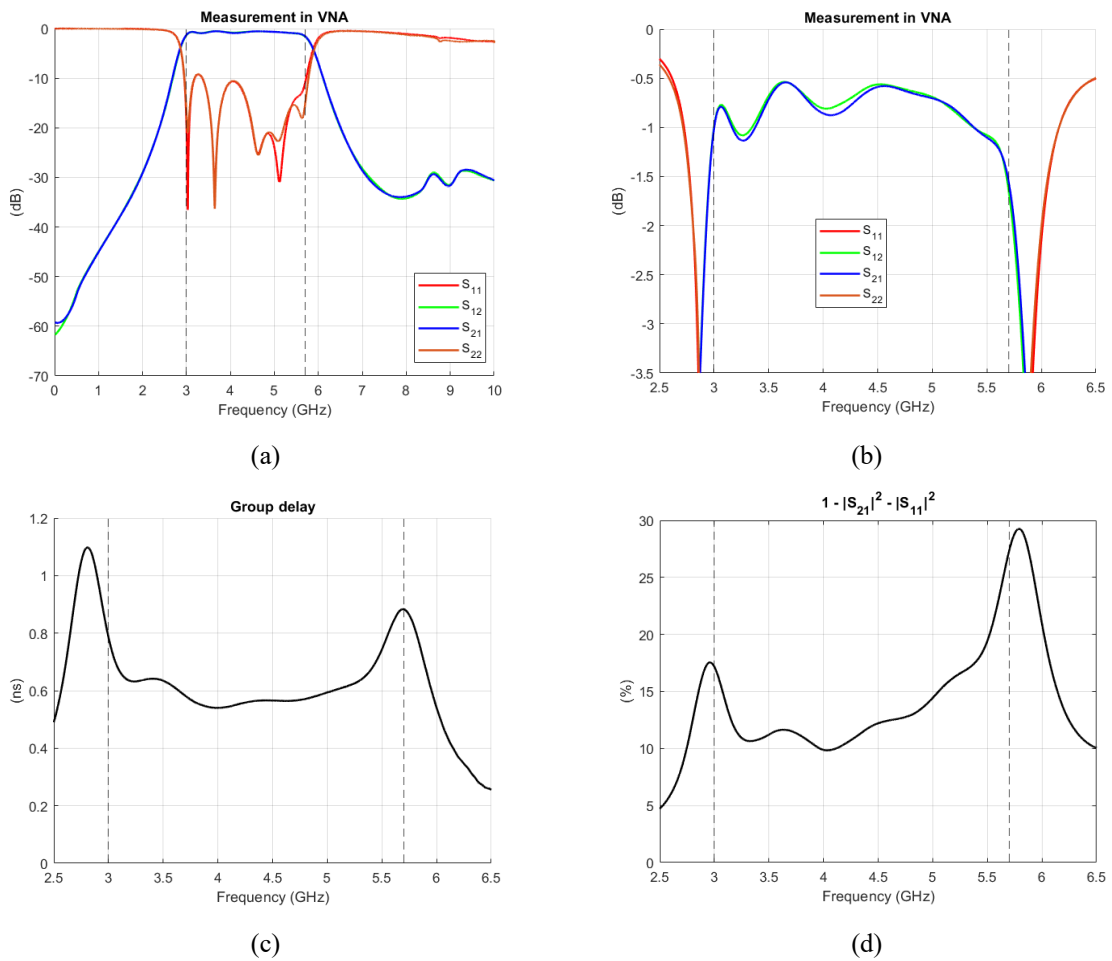 Measurement in VNA
0
-10
-20
-30
-40
-50
-60
-70
(dB)
S11
S12
S21
S22
0 1 2 3 4 5 6 7 8 9 10
Frequency (GHz)
(a)
Measurement in VNA
0
-0.5
-1
-1.5
-2
-2.5
-3
-3.5
(dB)
S11
S12
S21
S22
2.5 3 3.5 4 4.5 5 5.5 6 6.5
Frequency (GHz)
(b)
Group delay
1.2
1
0.8
0.6
0.4
0.2
0
(ns)
2.5 3 3.5 4 4.5 5 5.5 6 6.5
Frequency (GHz)
(c)
1 - |S21|² - |S11|²
30
25
20
15
10
5
0
(%)
2.5 3 3.5 4 4.5 5 5.5 6 6.5
Frequency (GHz)
(d)